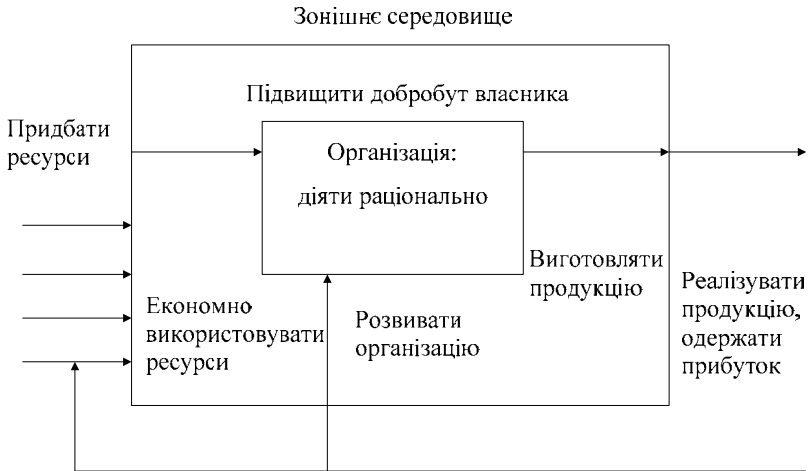 Зонішнє середовище
Підвищити добробут власника
Придбати
ресурси
Організація:
діяти раціонально
Виготовляти
продукцію
Реалізувати
продукцію,
одержати
прибуток
Економно
використовувати
ресурси
Розвивати
організацію